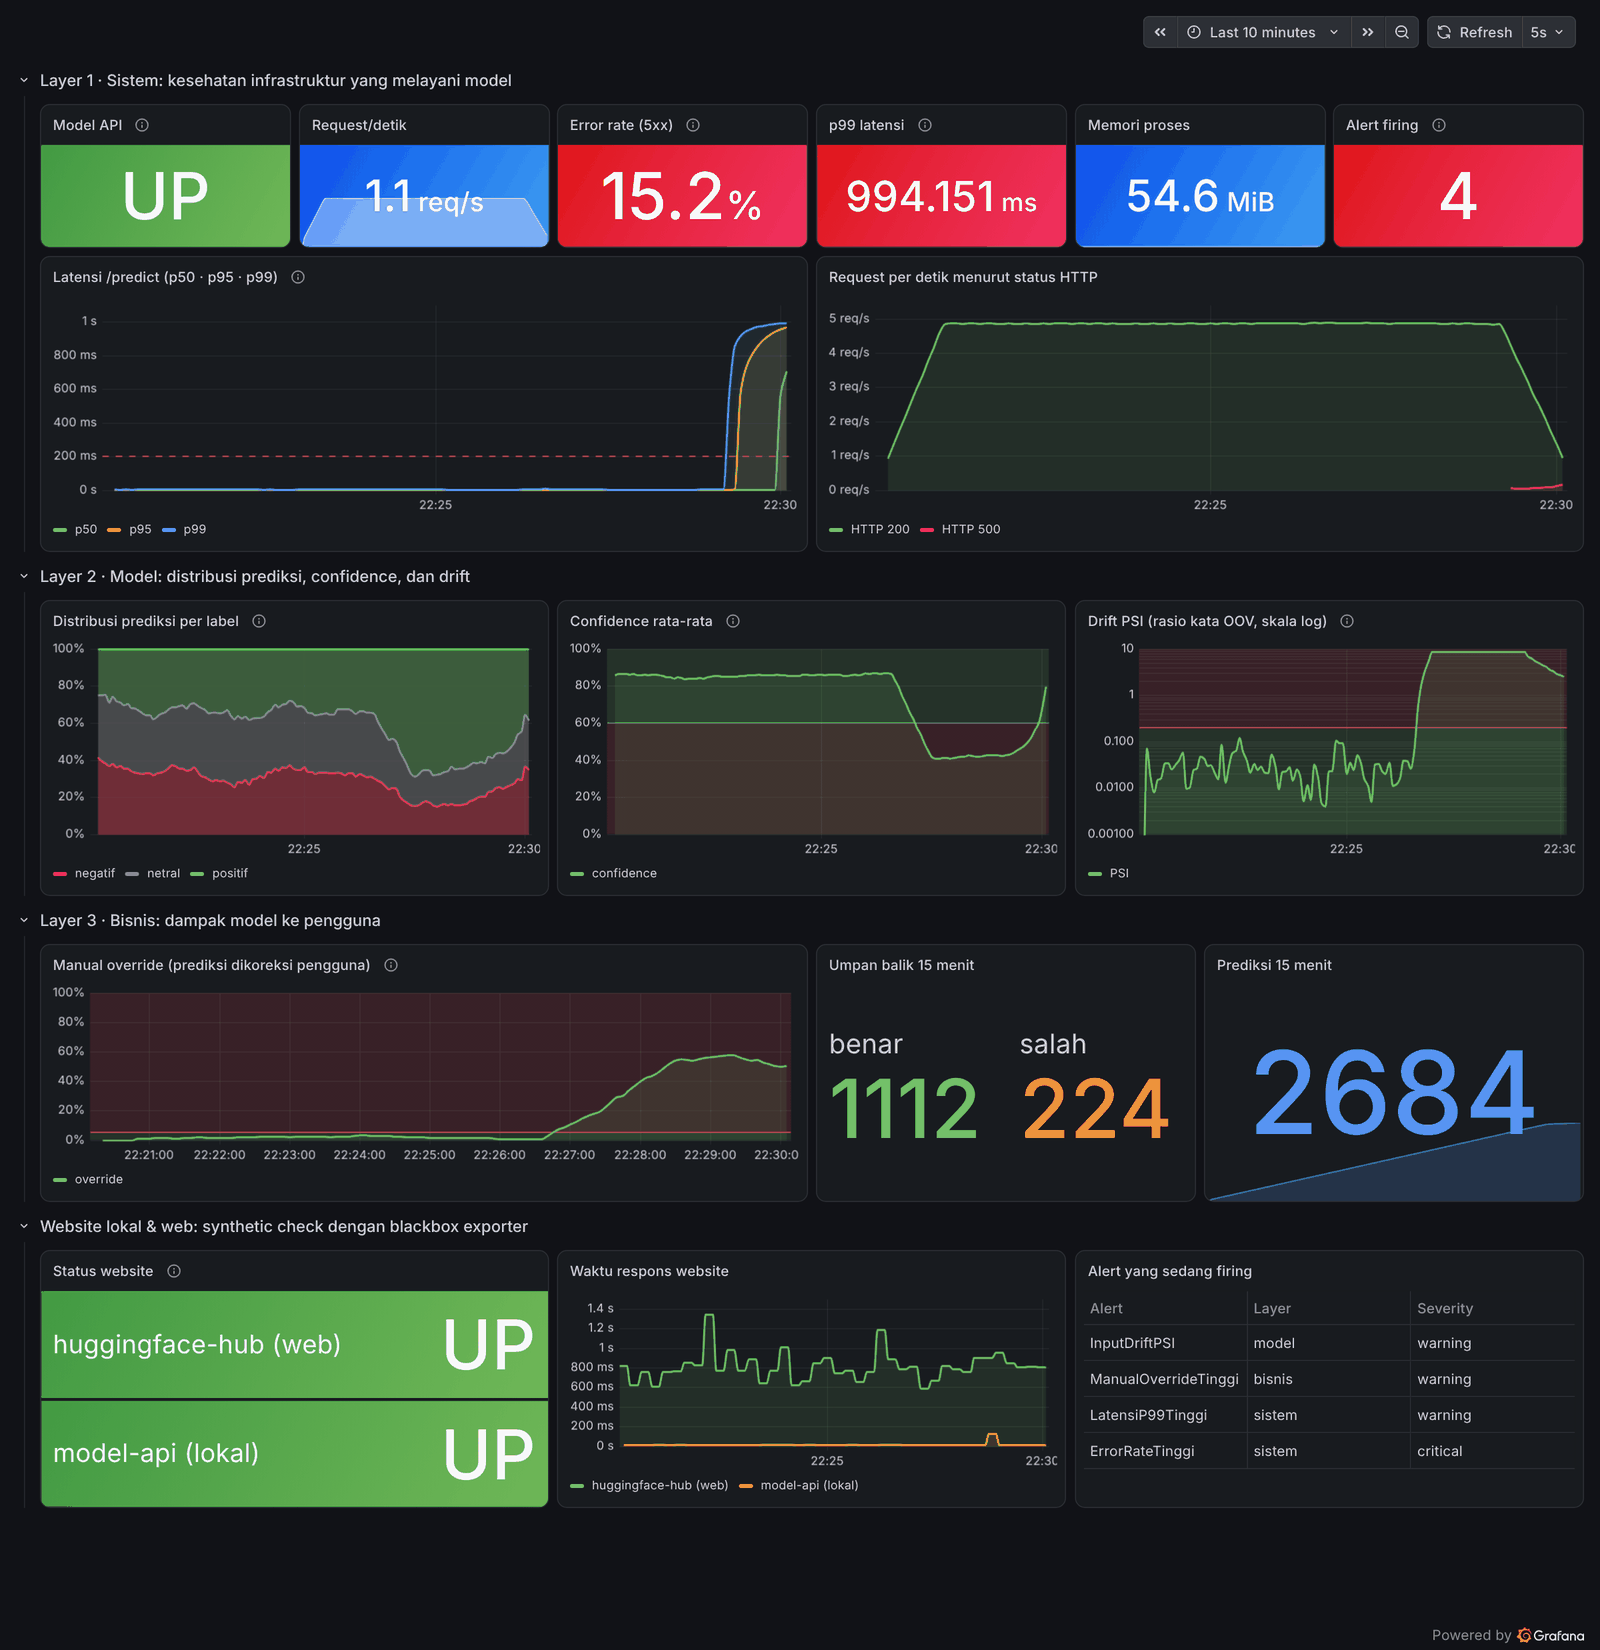 Last 10 minutes
Refresh
5s
Layer 1 · Sistem: kesehatan infrastruktur yang melayani model
Model API
UP
Request/detik
1.1 req/s
Error rate (5xx)
15.2%
p99 latensi
994.151 ms
Memori proses
54.6 MiB
Alert firing
4
Latensi /predict (p50 · p95 · p99)
1 s
800 ms
600 ms
400 ms
200 ms
0 s
22:25
22:30
p50
p95
p99
Request per detik menurut status HTTP
5 req/s
4 req/s
3 req/s
2 req/s
1 req/s
0 req/s
22:25
22:30
HTTP 200
HTTP 500
Layer 2 · Model: distribusi prediksi, confidence, dan drift
Distribusi prediksi per label
100%
80%
60%
40%
20%
0%
22:25
22:30
negatif
netral
positif
Confidence rata-rata
100%
80%
60%
40%
20%
0%
22:25
22:30
confidence
Drift PSI (rasio kata OOV, skala log)
10
1
0.100
0.0100
0.00100
22:25
22:30
PSI
Layer 3 · Bisnis: dampak model ke pengguna
Manual override (prediksi dikoreksi pengguna)
100%
80%
60%
40%
20%
0%
22:21:00
22:22:00
22:23:00
22:24:00
22:25:00
22:26:00
22:27:00
22:28:00
22:29:00
22:30:0
override
Umpan balik 15 menit
benar
1112
salah
224
Prediksi 15 menit
2684
Website lokal & web: synthetic check dengan blackbox exporter
Status website
huggingface-hub (web)
UP
model-api (lokal)
UP
Waktu respons website
1.4 s
1.2 s
1 s
800 ms
600 ms
400 ms
200 ms
0 s
22:25
22:30
huggingface-hub (web)
model-api (lokal)
Alert yang sedang firing
Alert Layer Severity
InputDriftPSI model warning
ManualOverrideTinggi bisnis warning
LatensiP99Tinggi sistem warning
ErrorRateTinggi sistem critical
Powered by Grafana